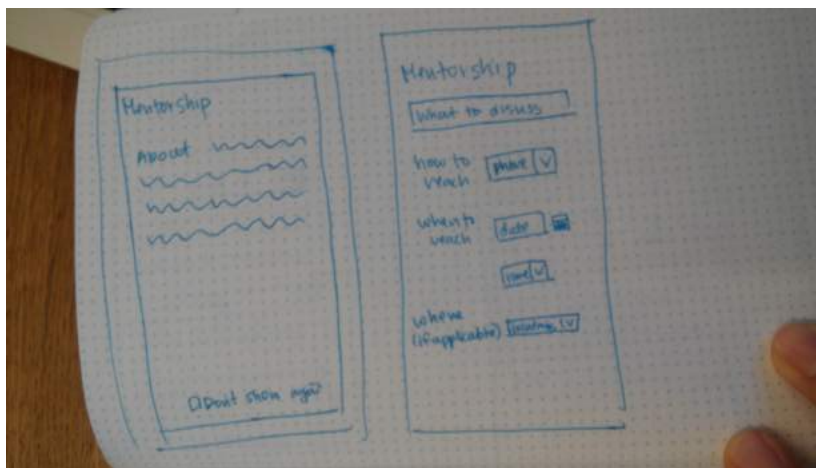 Mentorship
About
Don't show again
Mentorship
What to disuss
how to
reach
phone
when to
reach
date
time
where
(if applicable)
location